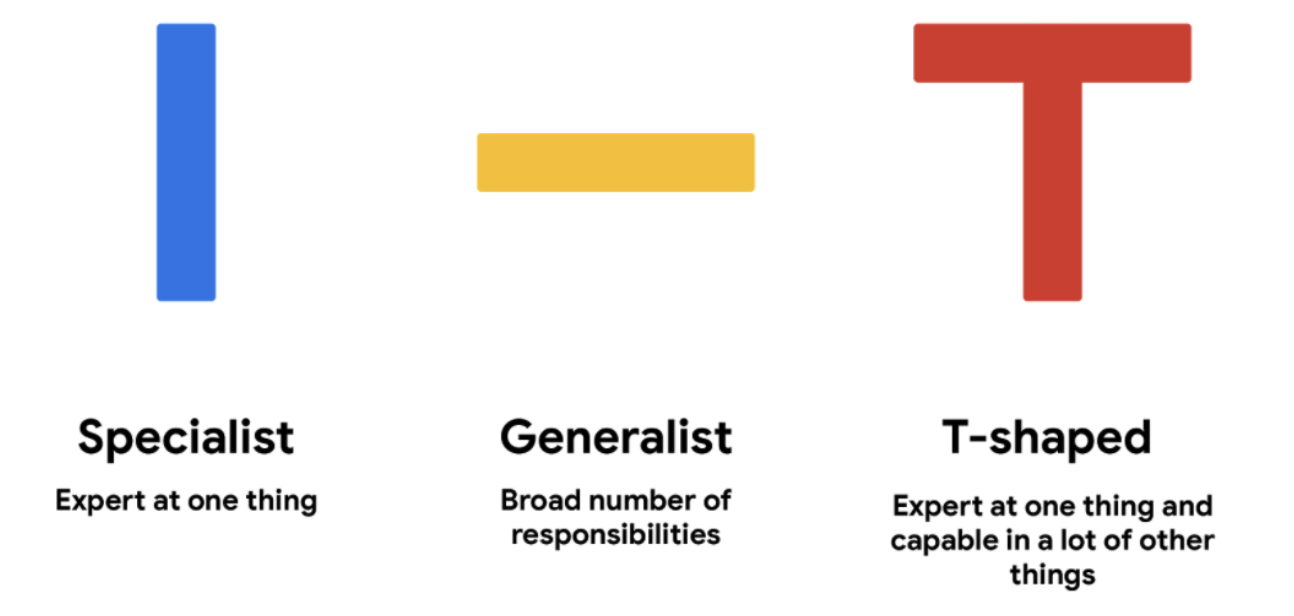 Specialist
Expert at one thing
Generalist
Broad number of
responsibilities
T-shaped
Expert at one thing and
capable in a lot of other
things